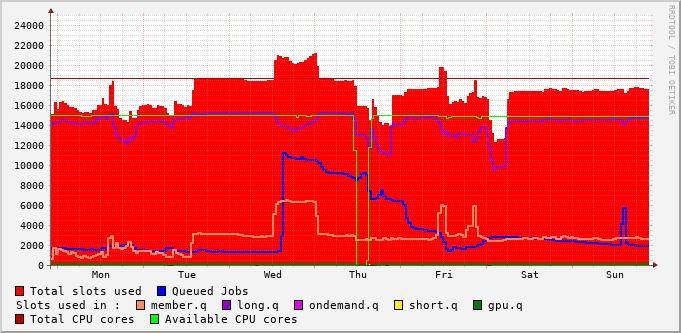 RRDTOOL / TOBI OETIKER
24000
22000
20000
18000
16000
14000
12000
10000
8000
6000
4000
2000
0
Mon Tue Wed Thu Fri Sat Sun
Total slots used Queued Jobs
Slots used in : member.q long.q ondemand.q short.q gpu.q
Total CPU cores Available CPU cores